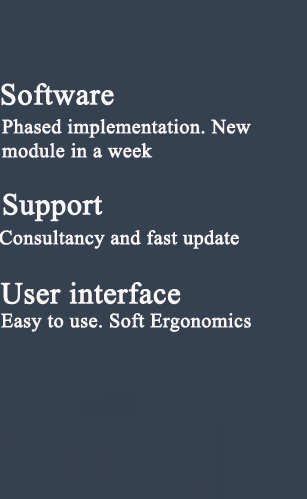 Software
Phased implementation. New
module in a week
Support
Consultancy and fast update
User interface
Easy to use. Soft Ergonomics